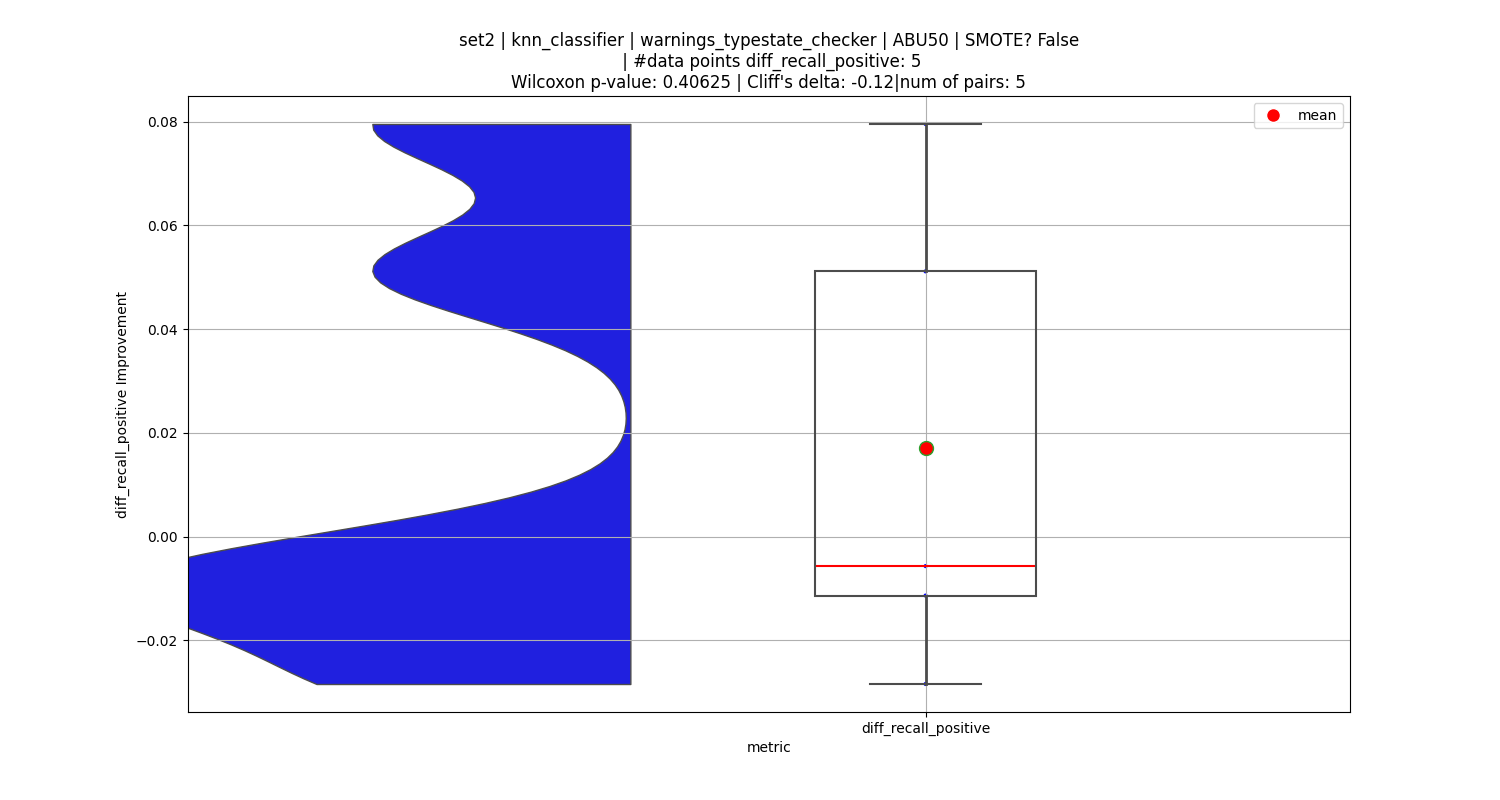 set2 | knn_classifier | warnings_typestate_checker | ABU50 | SMOTE? False
| #data points diff_recall_positive: 5
Wilcoxon p-value: 0.40625 | Cliff's delta: -0.12|num of pairs: 5
mean
0.08
0.06
0.04
0.02
0.00
−0.02
diff_recall_positive Improvement
diff_recall_positive
metric